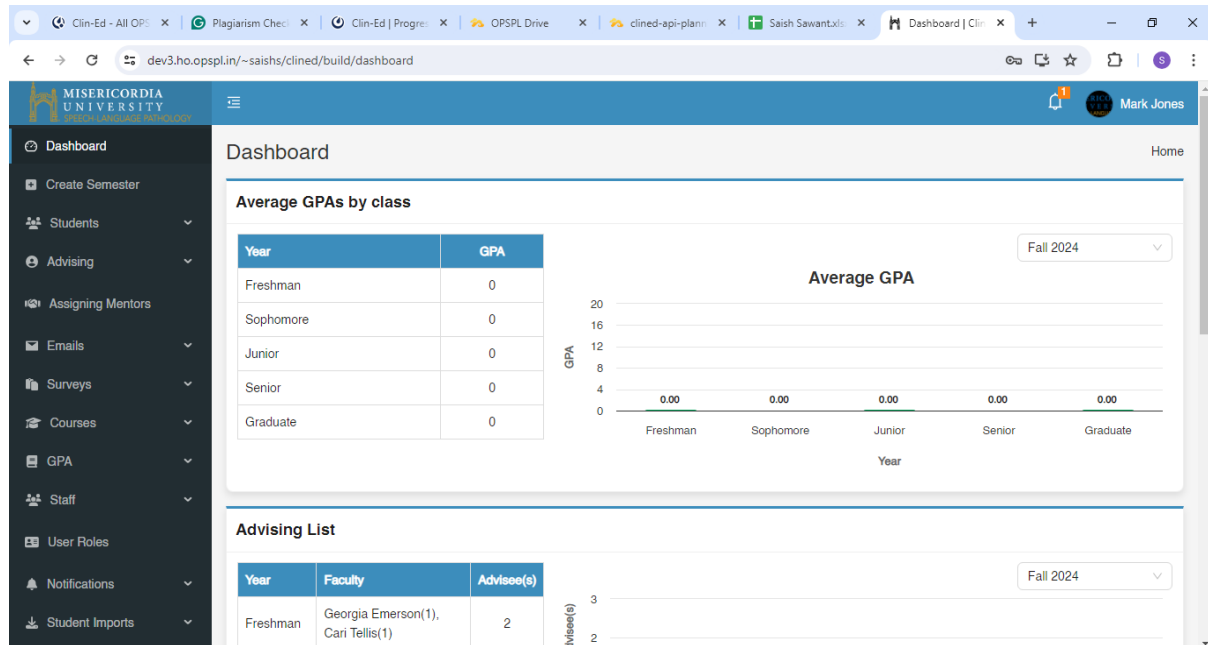 Clin-Ed - All OPS
Plagiarism Check
Clin-Ed | Progres
OPSPL Drive
clined-api-plann
Saish Sawant.xls
Dashboard | Clin
dev3.ho.opspl.in/~saishs/clined/build/dashboard
S
MISERICORDIA
UNIVERSITY
SPEECH-LANGUAGE PATHOLOGY
1
Mark Jones
Dashboard
Create Semester
Students
Advising
Assigning Mentors
Emails
Surveys
Courses
GPA
Staff
User Roles
Notifications
Student Imports
Dashboard
Home
Average GPAs by class
Year GPA
Freshman 0
Sophomore 0
Junior 0
Senior 0
Graduate 0
Fall 2024
Average GPA
GPA
20
16
12
8
4
0
0.00 0.00 0.00 0.00 0.00
Freshman Sophomore Junior Senior Graduate
Year
Advising List
Year Faculty Advisee(s)
Freshman Georgia Emerson(1), 2
Cari Tellis(1)
Fall 2024
3
2